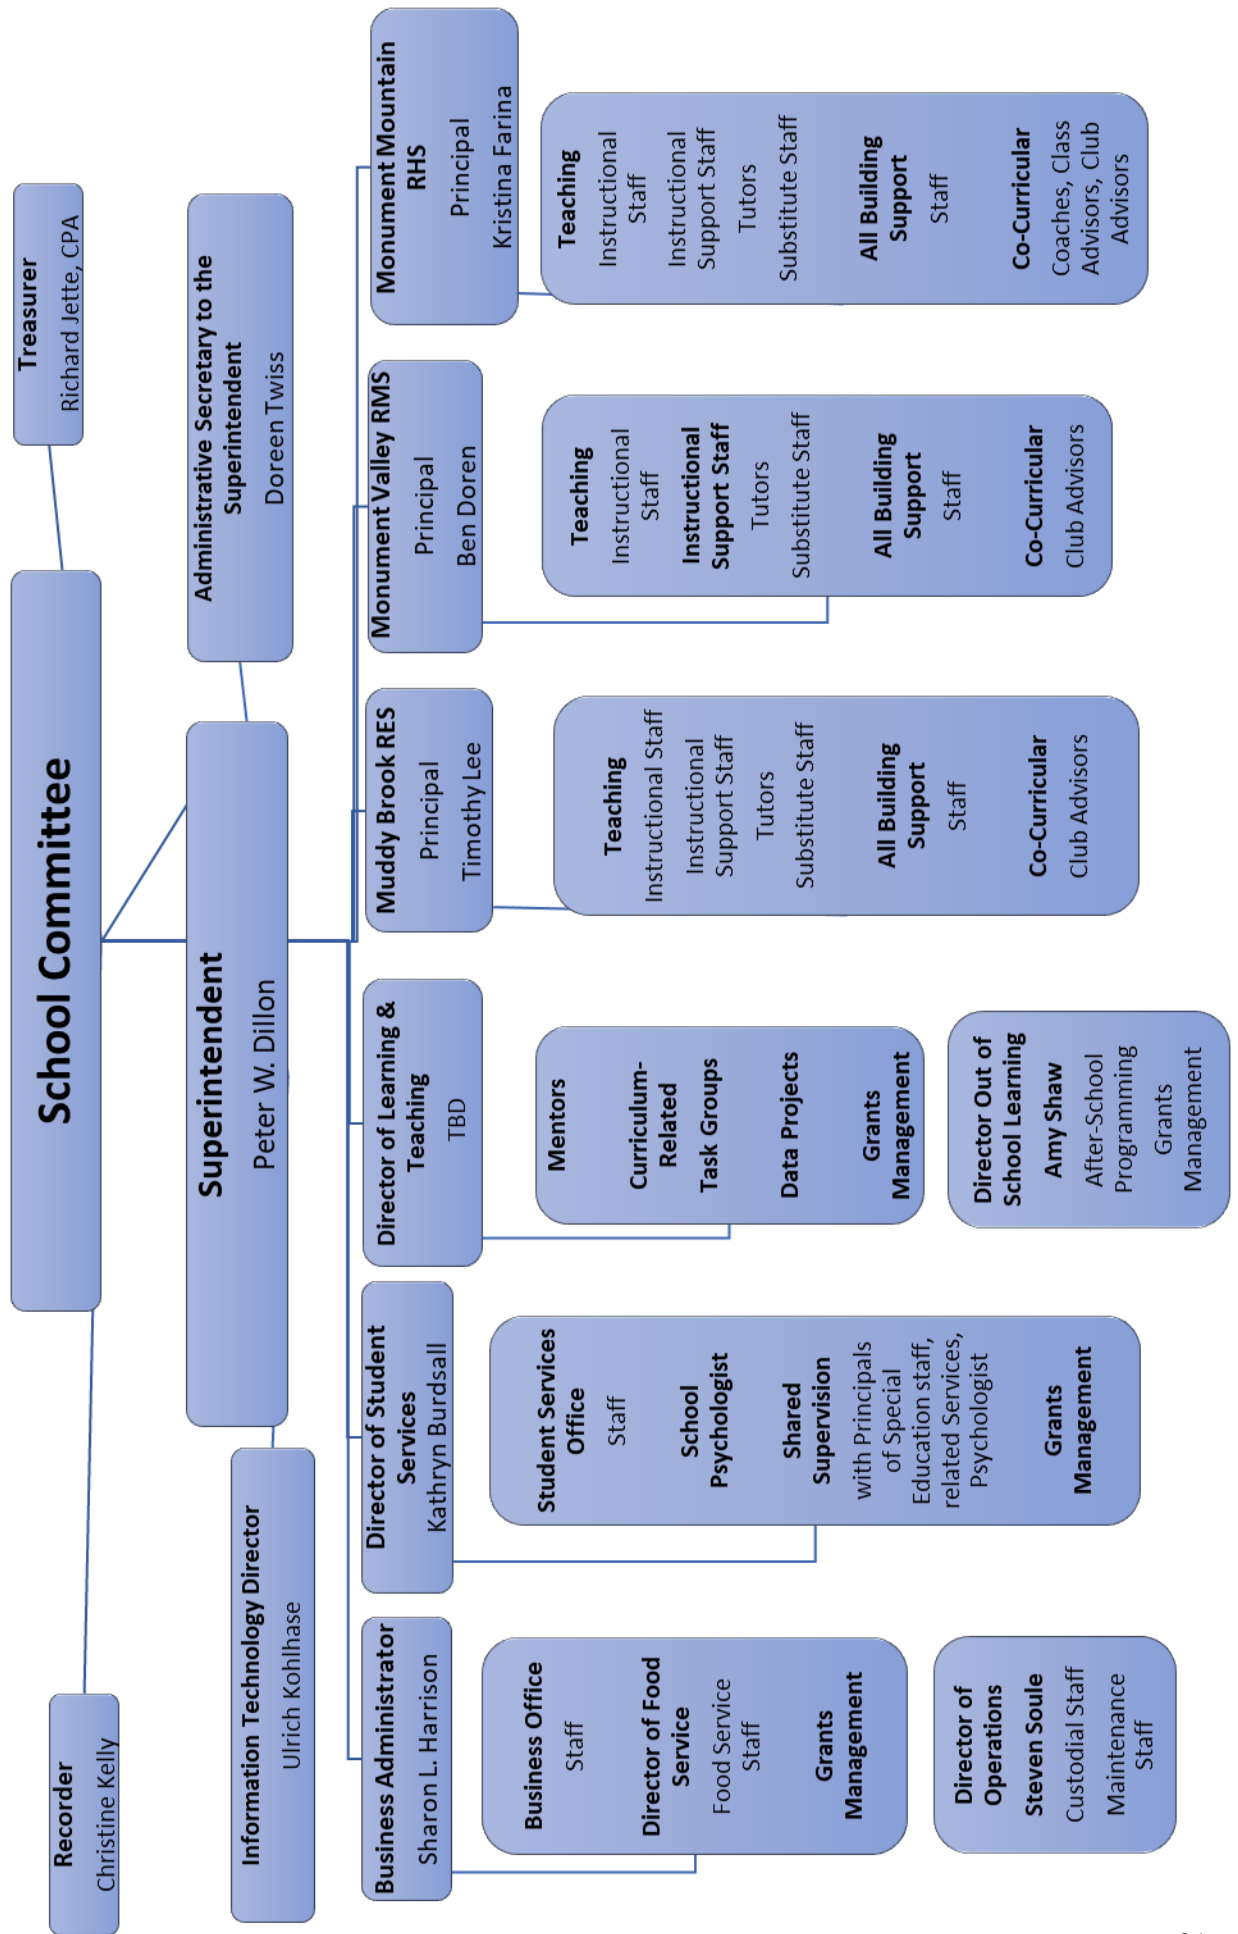 School Committee
Recorder
Christine Kelly
Treasurer
Richard Jette, CPA
Superintendent
Peter W. Dillon
Information Technology Director
Ulrich Kohlhase
Administrative Secretary to the
Superintendent
Doreen Twiss
Business Administrator
Sharon L. Harrison
Business Office
Staff
Director of Food
Service
Food Service
Staff
Grants
Management
Director of
Operations
Steven Soule
Custodial Staff
Maintenance
Staff
Director of Student
Services
Kathryn Burdsall
Student Services
Office
Staff
School
Psychologist
Shared
Supervision
with Principals
of Special
Education staff,
related Services,
Psychologist
Grants
Management
Director of Learning &
Teaching
TBD
Mentors
Curriculum-
Related
Task Groups
Data Projects
Grants
Management
Director Out of
School Learning
Amy Shaw
After-School
Programming
Grants
Management
Muddy Brook RES
Principal
Timothy Lee
Teaching
Instructional Staff
Instructional
Support Staff
Tutors
Substitute Staff
All Building
Support
Staff
Co-Curricular
Club Advisors
Monument Valley RMS
Principal
Ben Doren
Teaching
Instructional
Staff
Instructional
Support Staff
Tutors
Substitute Staff
All Building
Support
Staff
Co-Curricular
Club Advisors
Monument Mountain
RHS
Principal
Kristina Farina
Teaching
Instructional
Staff
Instructional
Support Staff
Tutors
Substitute Staff
All Building
Support
Staff
Co-Curricular
Coaches, Class
Advisors, Club
Advisors